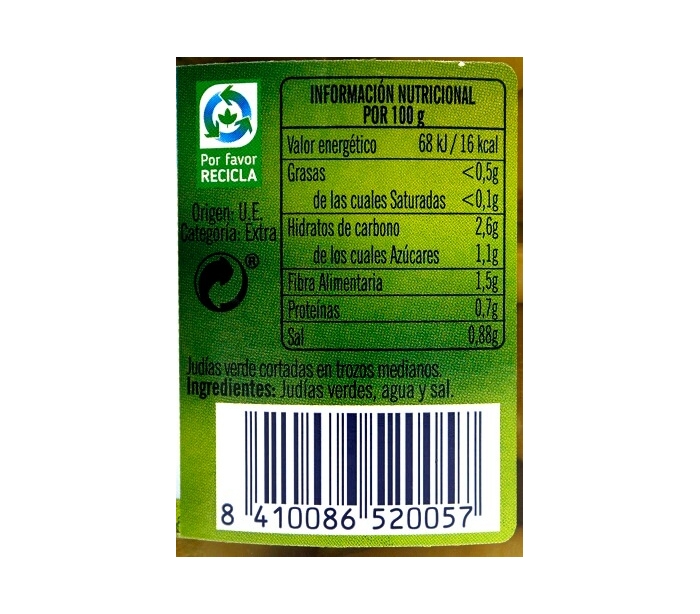 Por favor
RECICLA
INFORMACIÓN NUTRICIONAL
POR 100 g
Valor energético 68 kJ / 16 kcal
Grasas <0,5g
de las cuales Saturadas <0,1g
Hidratos de carbono 2,6g
de los cuales Azúcares 1,1g
Fibra Alimentaria 1,5g
Proteínas 0,7g
Sal 0,88g
Origen: U.E.
Categoría: Extra
®
Judías verde cortadas en trozos medianos.
Ingredientes: Judías verdes, agua y sal.
8 410086 520057